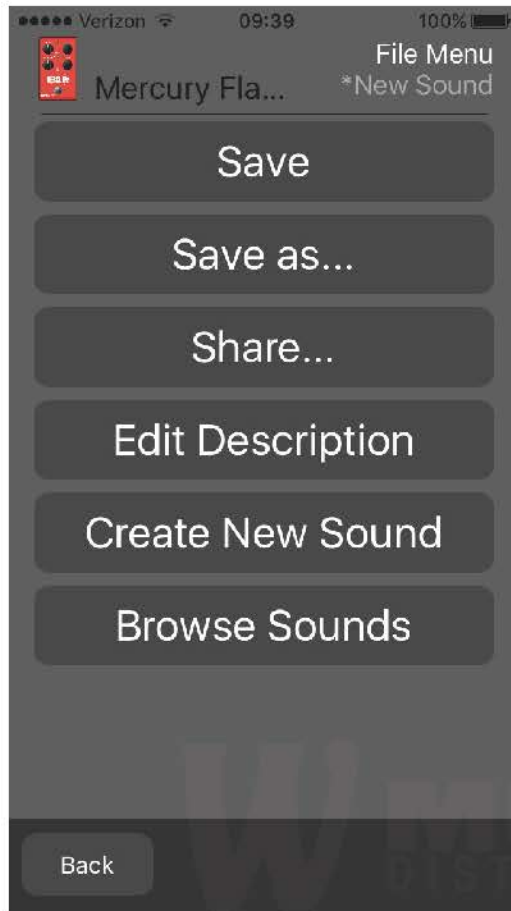 Verizon 09:39 100%
File Menu
Mercury Fla... *New Sound
Save
Save as...
Share...
Edit Description
Create New Sound
Browse Sounds
Back